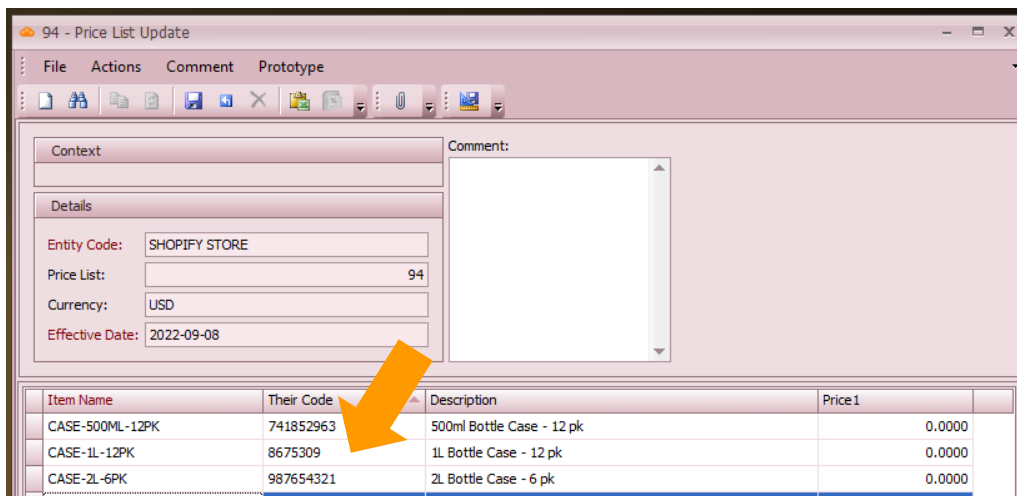 94 - Price List Update
File Actions Comment Prototype
Context
Comment:
Details
Entity Code: SHOPIFY STORE
Price List: 94
Currency: USD
Effective Date: 2022-09-08
Item Name Their Code Description Price1
CASE-500ML-12PK 741852963 500ml Bottle Case - 12 pk 0.0000
CASE-1L-12PK 8675309 1L Bottle Case - 12 pk 0.0000
CASE-2L-6PK 987654321 2L Bottle Case - 6 pk 0.0000